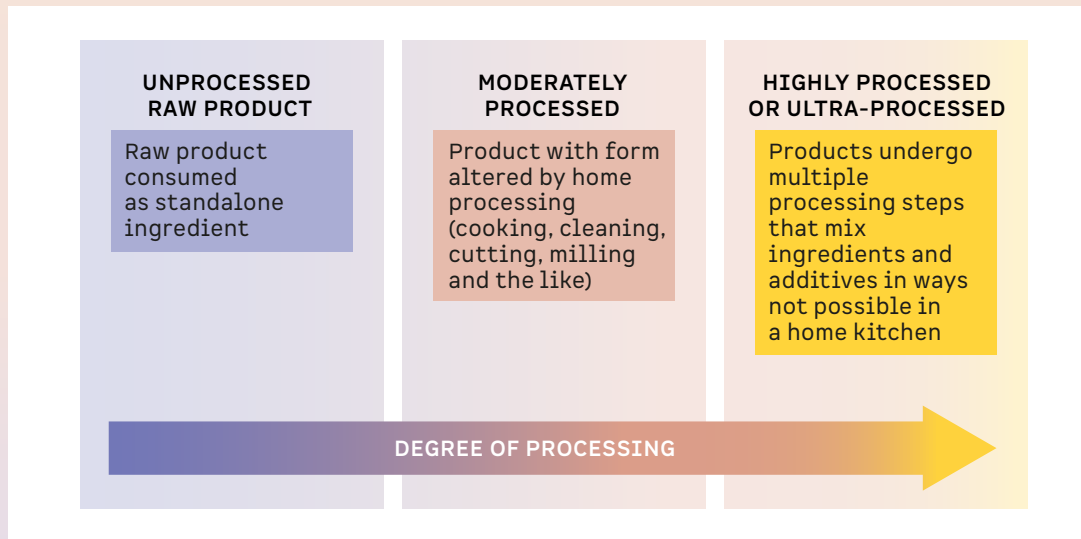 UNPROCESSED
RAW PRODUCT
Raw product
consumed
as standalone
ingredient
MODERATELY
PROCESSED
Product with form
altered by home
processing
(cooking, cleaning,
cutting, milling
and the like)
HIGHLY PROCESSED
OR ULTRA-PROCESSED
Products undergo
multiple
processing steps
that mix
ingredients and
additives in ways
not possible in
a home kitchen
DEGREE OF PROCESSING